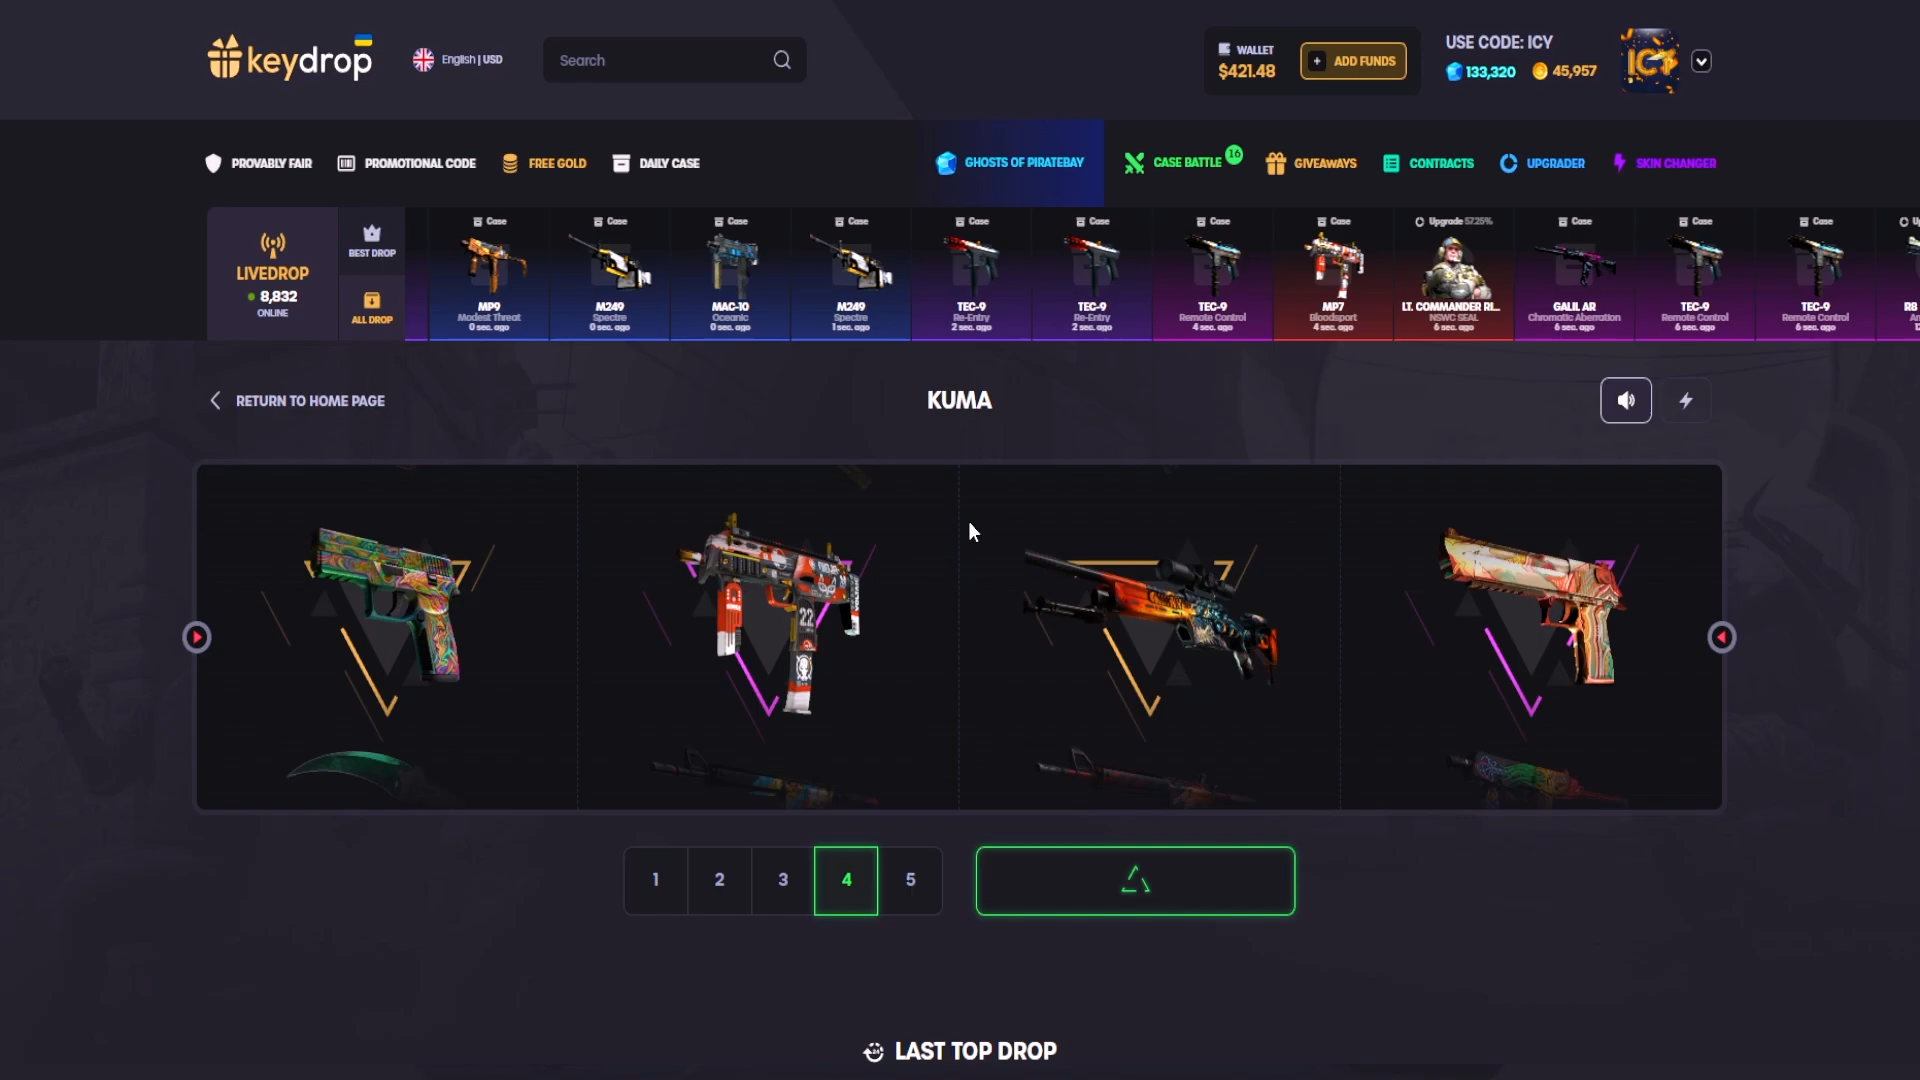 keydrop
English | USD
Search
WALLET
$421.48
+ ADD FUNDS
USE CODE: ICY
133,320
45,957
ICY
PROVABLY FAIR
PROMOTIONAL CODE
FREE GOLD
DAILY CASE
GHOSTS OF PIRATEBAY
CASE BATTLE 16
GIVEAWAYS
CONTRACTS
UPGRADER
SKIN CHANGER
LIVEDROP
8,832
ONLINE
BEST DROP
ALL DROP
Case
MP9
Modest Threat
0 sec. ago
Case
M249
Spectre
0 sec. ago
Case
MAC-10
Oceanic
0 sec. ago
Case
M249
Spectre
1 sec. ago
Case
TEC-9
Re-Entry
2 sec. ago
Case
TEC-9
Re-Entry
2 sec. ago
Case
TEC-9
Remote Control
4 sec. ago
Case
MP7
Bloodsport
4 sec. ago
Upgrade 57.25%
LT. COMMANDER RI...
NSWC SEAL
6 sec. ago
Case
GALIL AR
Chromatic Aberration
6 sec. ago
Case
TEC-9
Remote Control
6 sec. ago
Case
TEC-9
Remote Control
6 sec. ago
RETURN TO HOME PAGE
KUMA
22
1
2
3
4
5
LAST TOP DROP